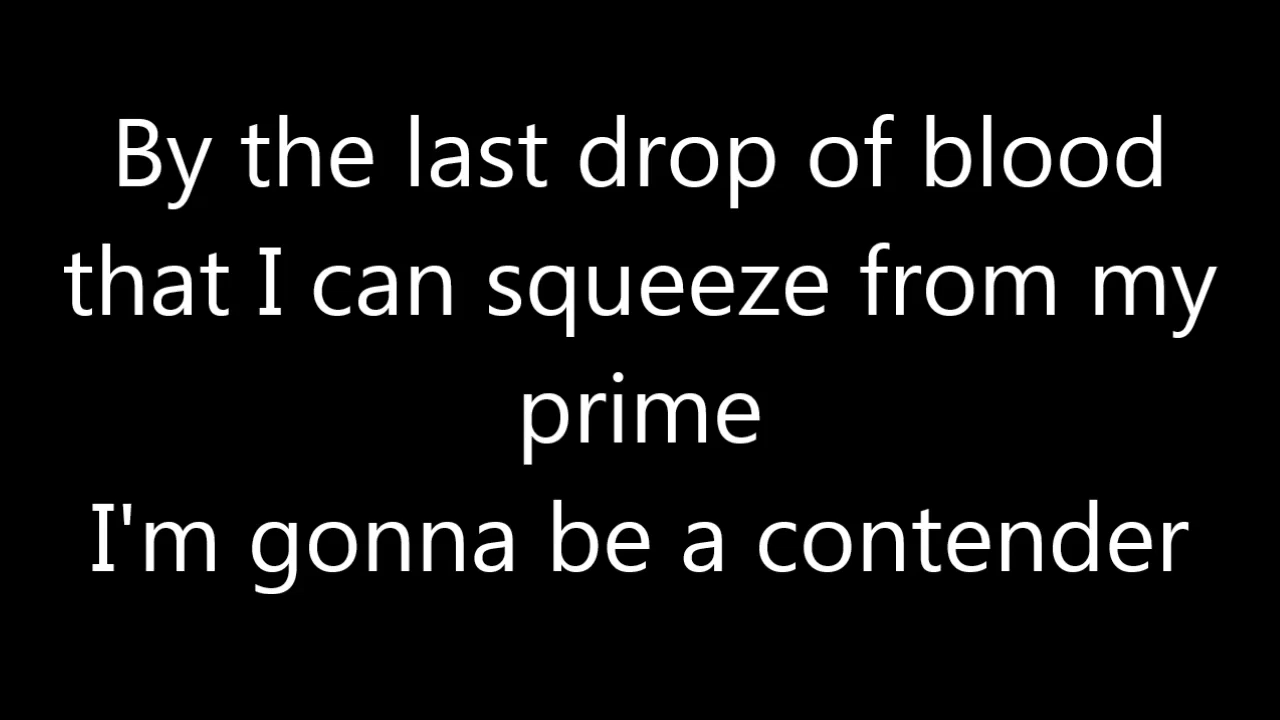 By the last drop of blood
that I can squeeze from my
prime
I'm gonna be a contender